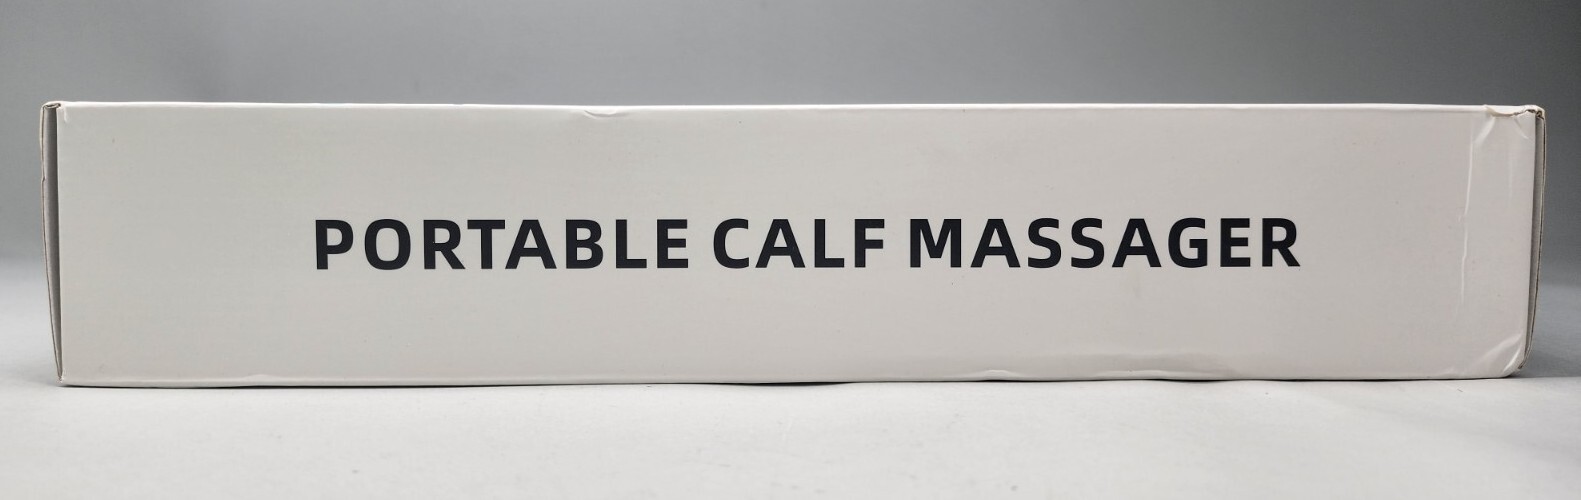 PORTABLE CALF MASSAGER